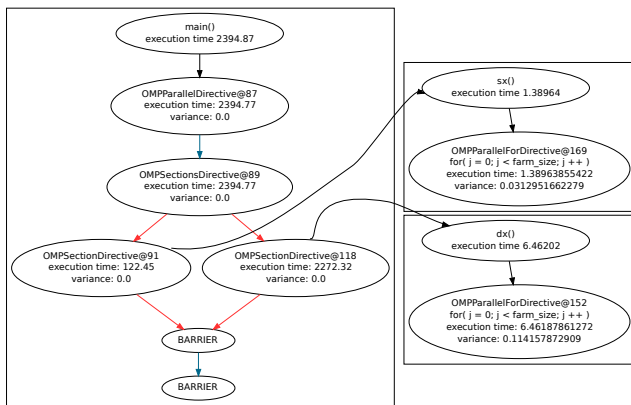 main()
execution time 2394.87
OMPParallelDirective@87
execution time: 2394.77
variance: 0.0
OMPSectionsDirective@89
execution time: 2394.77
variance: 0.0
OMPSectionDirective@91
execution time: 122.45
variance: 0.0
OMPSectionDirective@118
execution time: 2272.32
variance: 0.0
BARRIER
BARRIER
sx()
execution time 1.38964
OMPParallelForDirective@169
for( j = 0; j < farm_size; j ++ )
execution time: 1.38963855422
variance: 0.0312951662279
dx()
execution time 6.46202
OMPParallelForDirective@152
for( j = 0; j < farm_size; j ++ )
execution time: 6.46187861272
variance: 0.114157872909